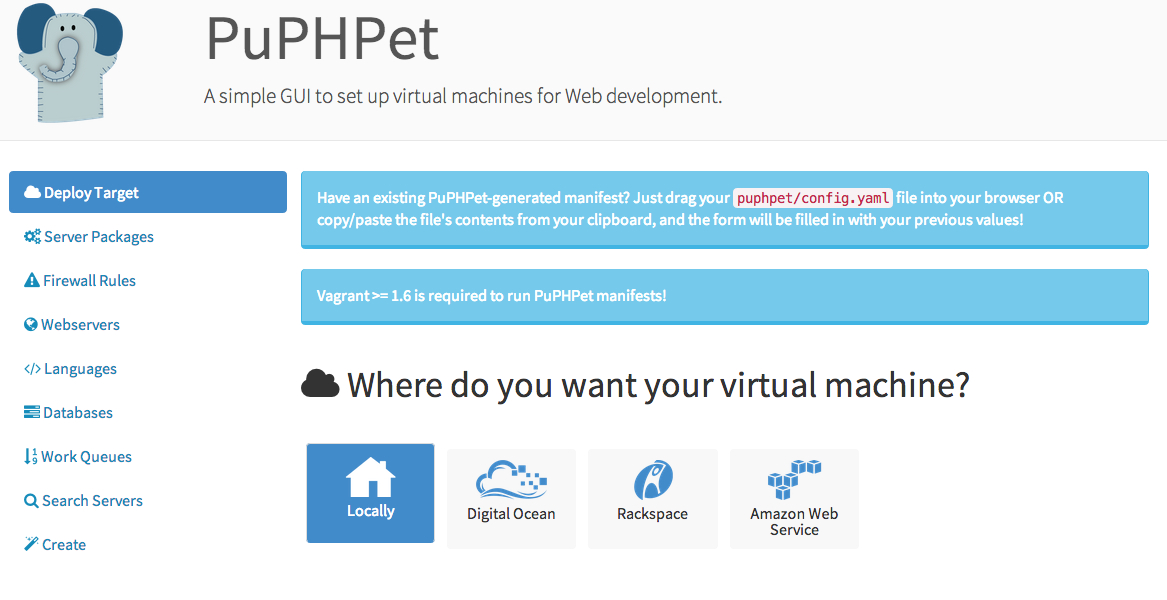 PuPHPet
A simple GUI to set up virtual machines for Web development.
Deploy Target
Server Packages
Firewall Rules
Webservers
</> Languages
Databases
Work Queues
Search Servers
Create
Have an existing PuPHPet-generated manifest? Just drag your puphpet/config.yaml file into your browser OR
copy/paste the file's contents from your clipboard, and the form will be filled in with your previous values!
Vagrant >= 1.6 is required to run PuPHPet manifests!
Where do you want your virtual machine?
Locally
Digital Ocean
Rackspace
Amazon Web
Service